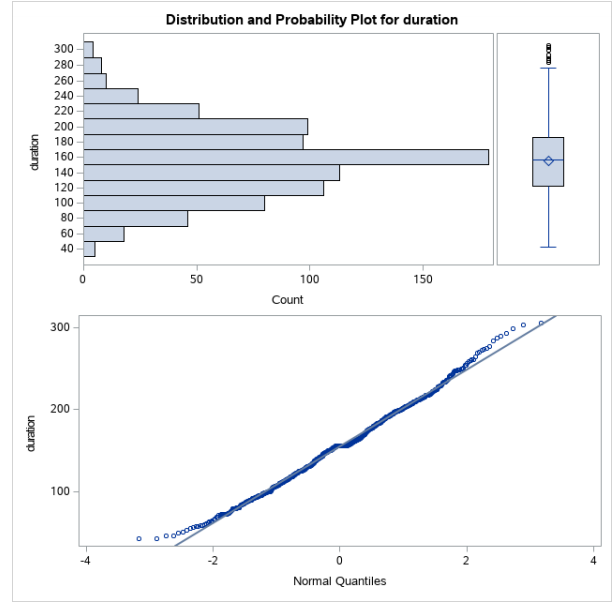 Distribution and Probability Plot for duration
300
280
260
240
220
200
180
160
140
120
100
80
60
40
duration
0 50 100 150
Count
300
200
100
duration
-4 -2 0 2 4
Normal Quantiles